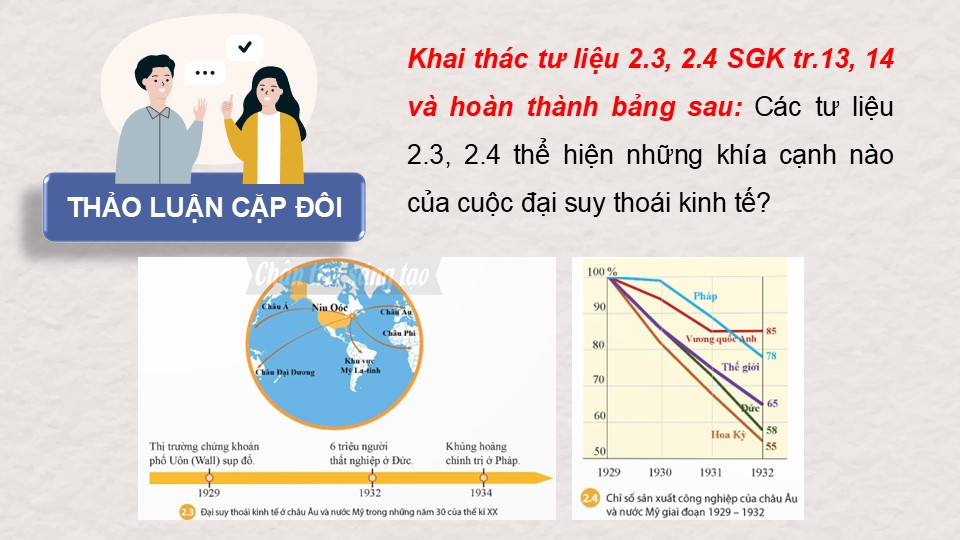 THẢO LUẬN CẶP ĐÔI
Khai thác tư liệu 2.3, 2.4 SGK tr.13, 14
và hoàn thành bảng sau: Các tư liệu
2.3, 2.4 thể hiện những khía cạnh nào
của cuộc đại suy thoái kinh tế?
Chân trời sáng tạo
Châu Á
Niu Oóc
Châu Âu
Châu Phi
Khu vực
Mỹ La-tinh
Châu Đại Dương
Thị trường chứng khoán
phố Uôn (Wall) sụp đổ.
6 triệu người
thất nghiệp ở Đức.
Khủng hoảng
chính trị ở Pháp.
1929
1932
1934
2.3 Đại suy thoái kinh tế ở châu Âu và nước Mỹ trong những năm 30 của thế kỉ XX
100 %
90
80
70
60
50
Pháp
Vương quốc Anh
Thế giới
Đức
Hoa Kỳ
85
78
65
58
55
1929 1930 1931 1932
2.4 Chỉ số sản xuất công nghiệp của châu Âu
và nước Mỹ giai đoạn 1929 – 1932